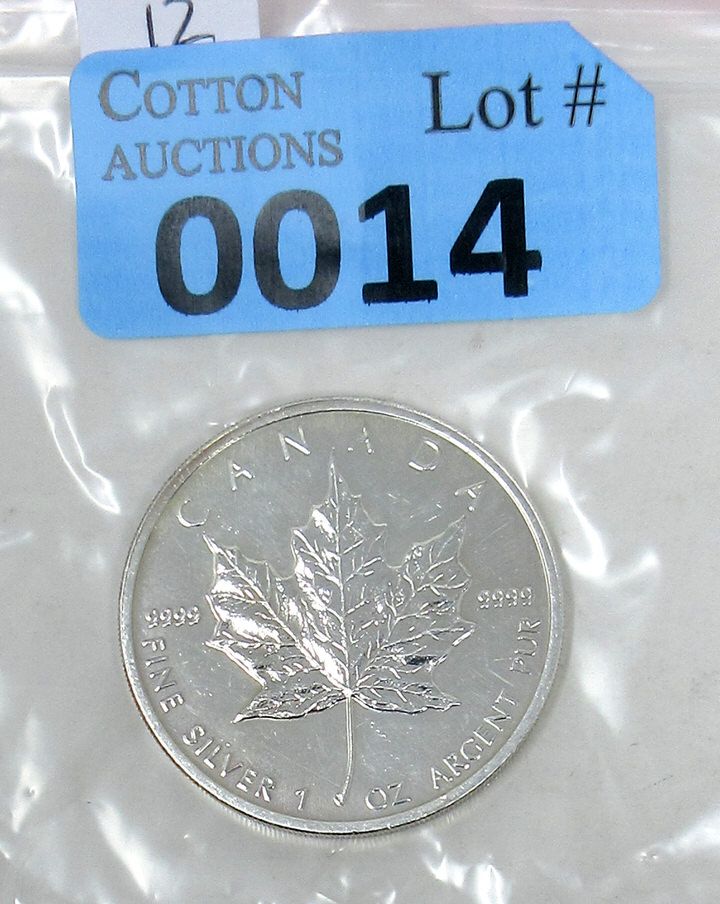 12
COTTON
AUCTIONS
Lot #
0014
CANADA
9999
9999
FINE SILVER 1 OZ ARGENT PUR